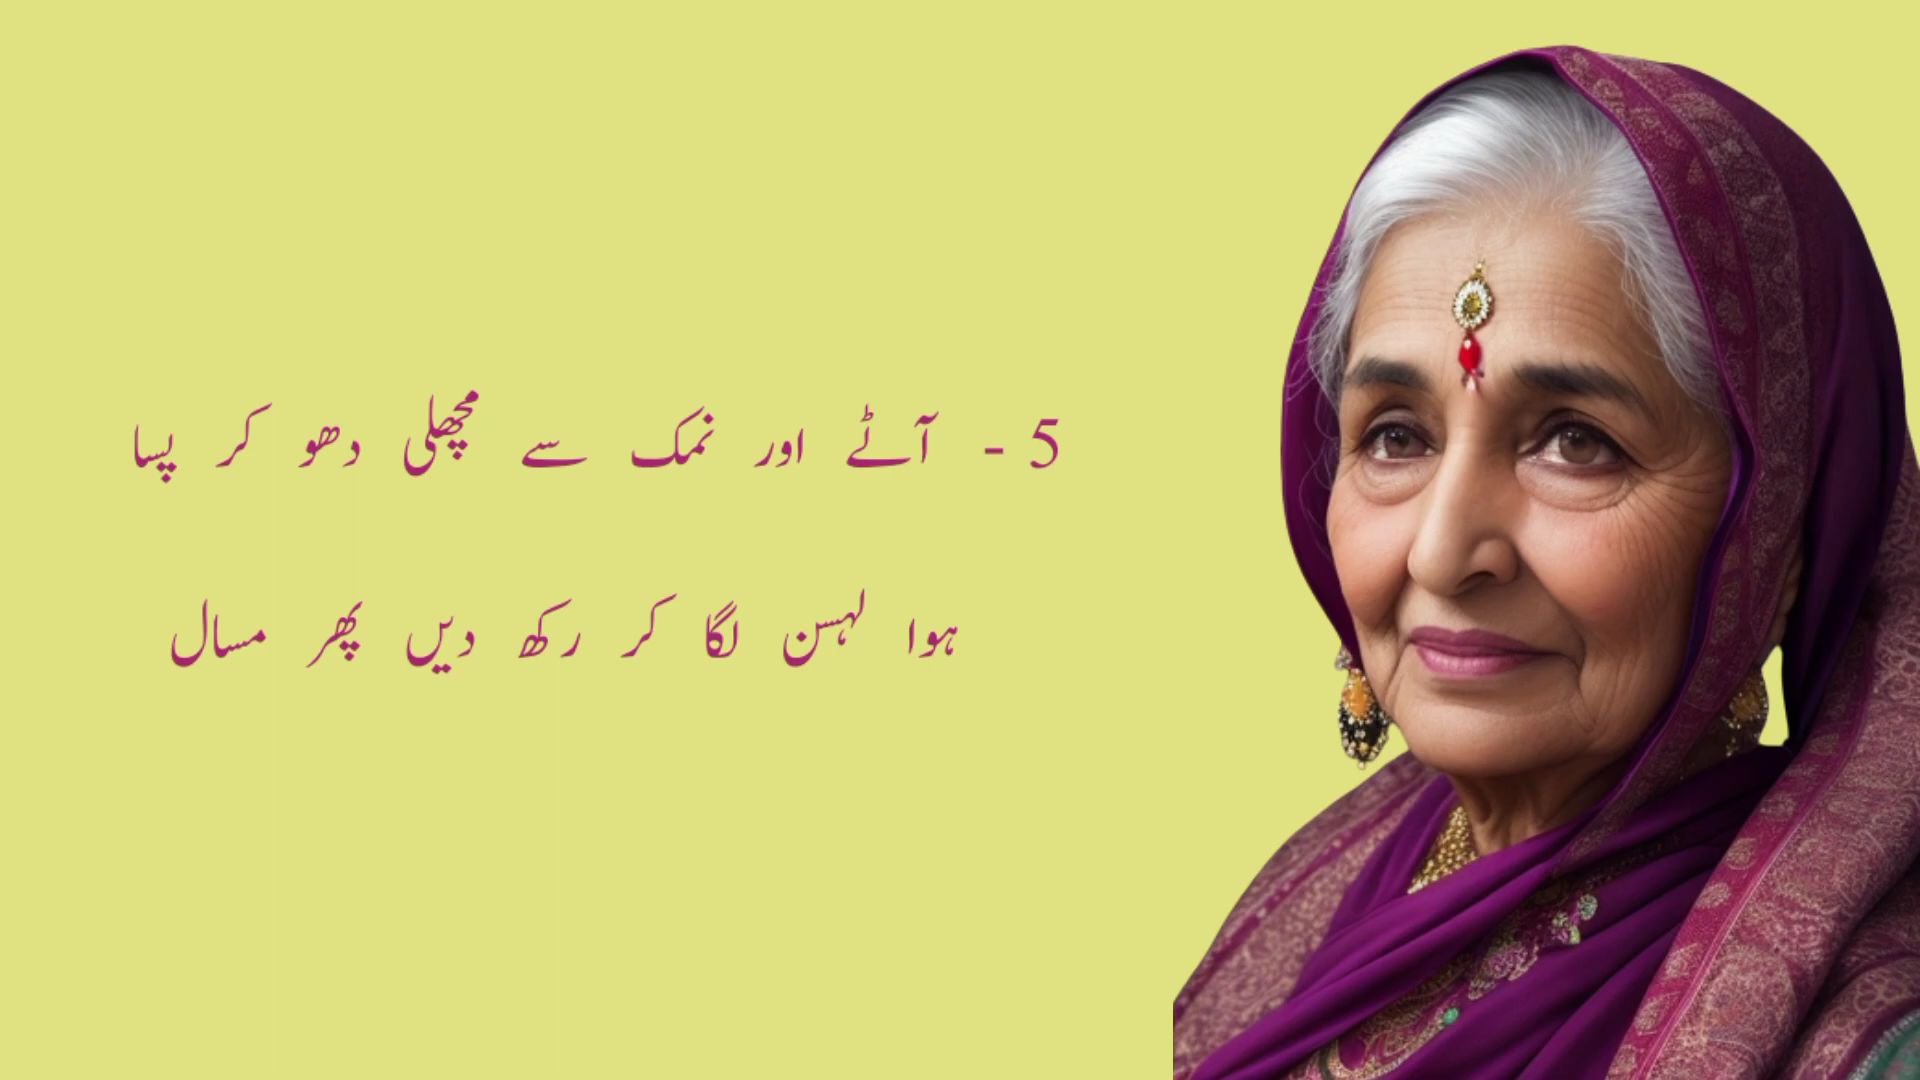 5 - آٹے اور نمک سے مچھلی دھو کر پسا
ہوا لہسن لگا کر رکھ دیں پھر مسال